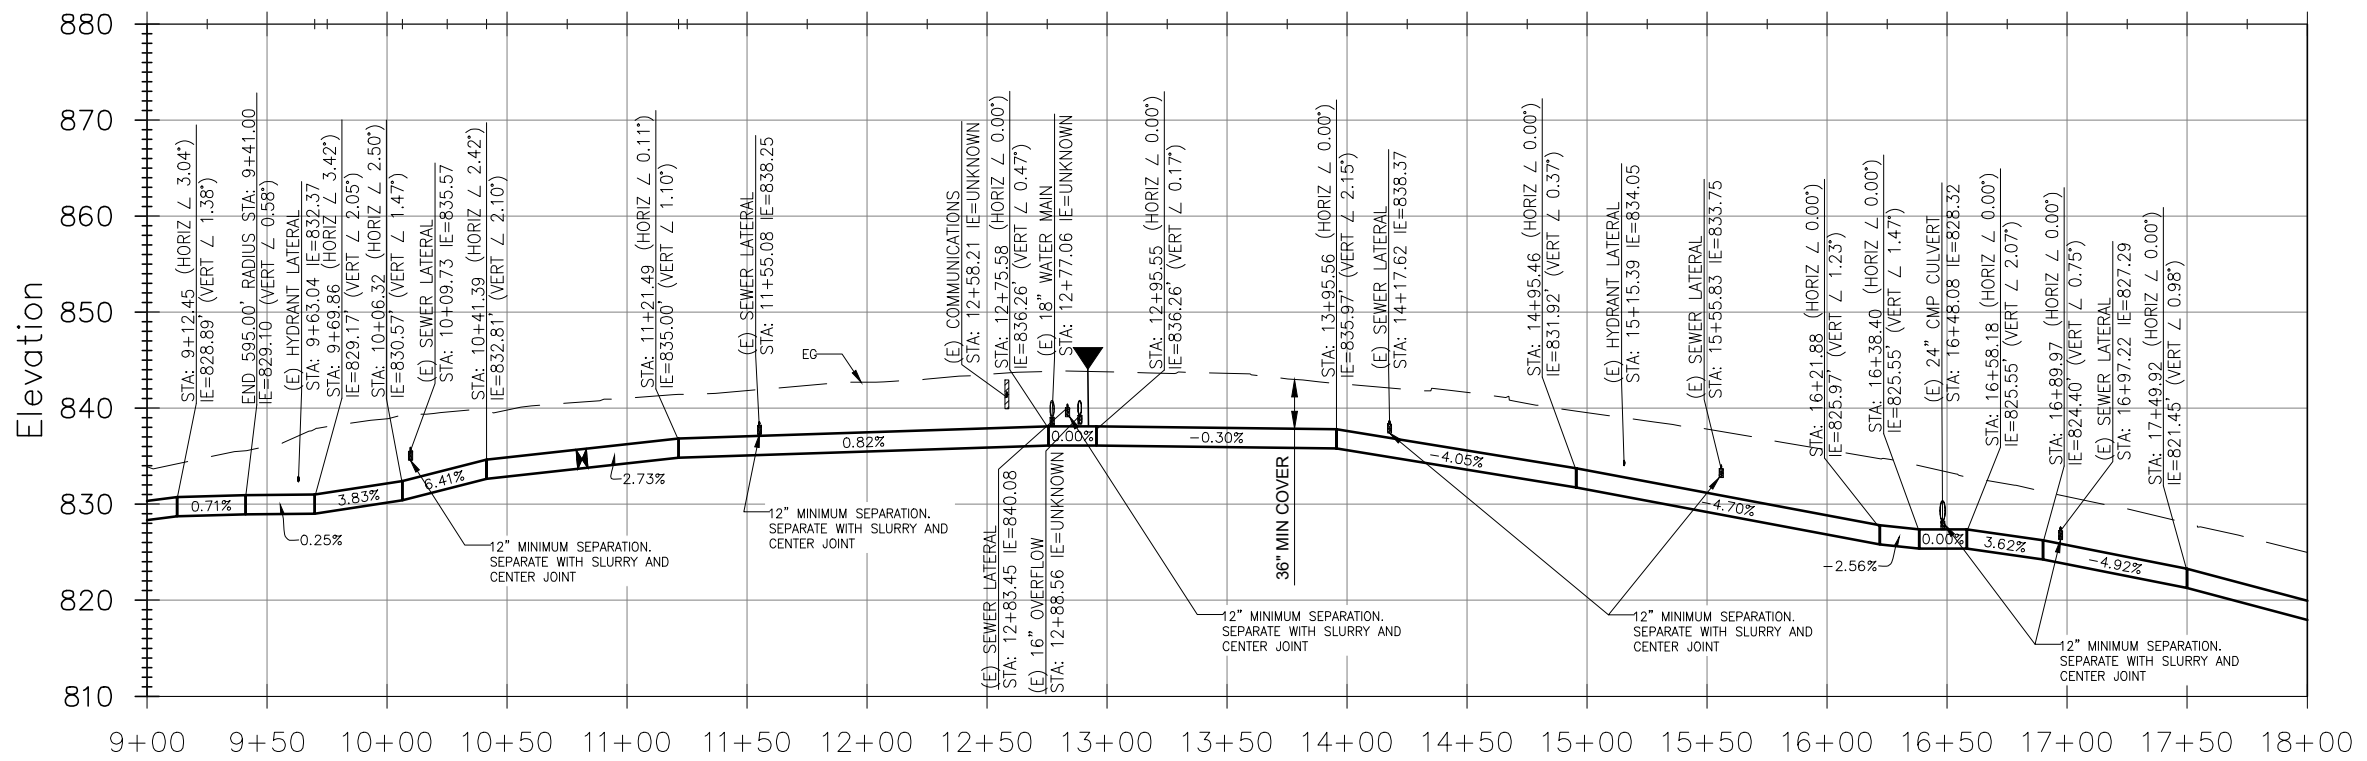 Elevation
880
870
860
850
840
830
820
810
STA: 9+12.45 (HORIZ ∠ 3.04°)
IE=828.89' (VERT ∠ 1.38°)
END 595.00' RADIUS STA: 9+41.00
IE=829.10 (VERT ∠ 0.58°)
(E) HYDRANT LATERAL
STA: 9+63.04 IE=832.37
STA: 9+69.86 (HORIZ ∠ 3.42°)
IE=829.17' (VERT ∠ 2.05°)
STA: 10+06.32 (HORIZ ∠ 2.50°)
IE=830.57' (VERT ∠ 1.47°)
(E) SEWER LATERAL
STA: 10+09.73 IE=835.57
STA: 10+41.39 (HORIZ ∠ 2.42°)
IE=832.81' (VERT ∠ 2.10°)
STA: 11+21.49 (HORIZ ∠ 0.11°)
IE=835.00' (VERT ∠ 1.10°)
(E) SEWER LATERAL
STA: 11+55.08 IE=838.25
EG
(E) COMMUNICATIONS
STA: 12+58.21 IE=UNKNOWN
STA: 12+75.58 (HORIZ ∠ 0.00°)
IE=836.26' (VERT ∠ 0.47°)
(E) 18" WATER MAIN
STA: 12+77.06 IE=UNKNOWN
STA: 12+95.55 (HORIZ ∠ 0.00°)
IE=836.26' (VERT ∠ 0.17°)
STA: 13+95.56 (HORIZ ∠ 0.00°)
IE=835.97' (VERT ∠ 2.15°)
(E) SEWER LATERAL
STA: 14+17.62 IE=838.37
STA: 14+95.46 (HORIZ ∠ 0.00°)
IE=831.92' (VERT ∠ 0.37°)
(E) HYDRANT LATERAL
STA: 15+15.39 IE=834.05
(E) SEWER LATERAL
STA: 15+55.83 IE=833.75
STA: 16+21.88 (HORIZ ∠ 0.00°)
IE=825.97' (VERT ∠ 1.23°)
STA: 16+38.40 (HORIZ ∠ 0.00°)
IE=825.55' (VERT ∠ 1.47°)
(E) 24" CMP CULVERT
STA: 16+48.08 IE=828.32
STA: 16+58.18 (HORIZ ∠ 0.00°)
IE=825.55' (VERT ∠ 2.07°)
STA: 16+89.97 (HORIZ ∠ 0.00°)
IE=824.40' (VERT ∠ 0.75°)
(E) SEWER LATERAL
STA: 16+97.22 IE=827.29
STA: 17+49.92 (HORIZ ∠ 0.00°)
IE=821.45' (VERT ∠ 0.98°)
0.71%
0.25%
3.83%
6.41%
2.73%
0.82%
0.00%
-0.30%
-4.05%
-4.70%
-2.56%
0.00%
3.62%
-4.92%
12" MINIMUM SEPARATION.
SEPARATE WITH SLURRY AND
CENTER JOINT
12" MINIMUM SEPARATION.
SEPARATE WITH SLURRY AND
CENTER JOINT
(E) SEWER LATERAL
STA: 12+83.45 IE=840.08
(E) 16" OVERFLOW
STA: 12+88.56 IE=UNKNOWN
12" MINIMUM SEPARATION.
SEPARATE WITH SLURRY AND
CENTER JOINT
36" MIN COVER
12" MINIMUM SEPARATION.
SEPARATE WITH SLURRY AND
CENTER JOINT
12" MINIMUM SEPARATION.
SEPARATE WITH SLURRY AND
CENTER JOINT
9+00 9+50 10+00 10+50 11+00 11+50 12+00 12+50 13+00 13+50 14+00 14+50 15+00 15+50 16+00 16+50 17+00 17+50 18+00